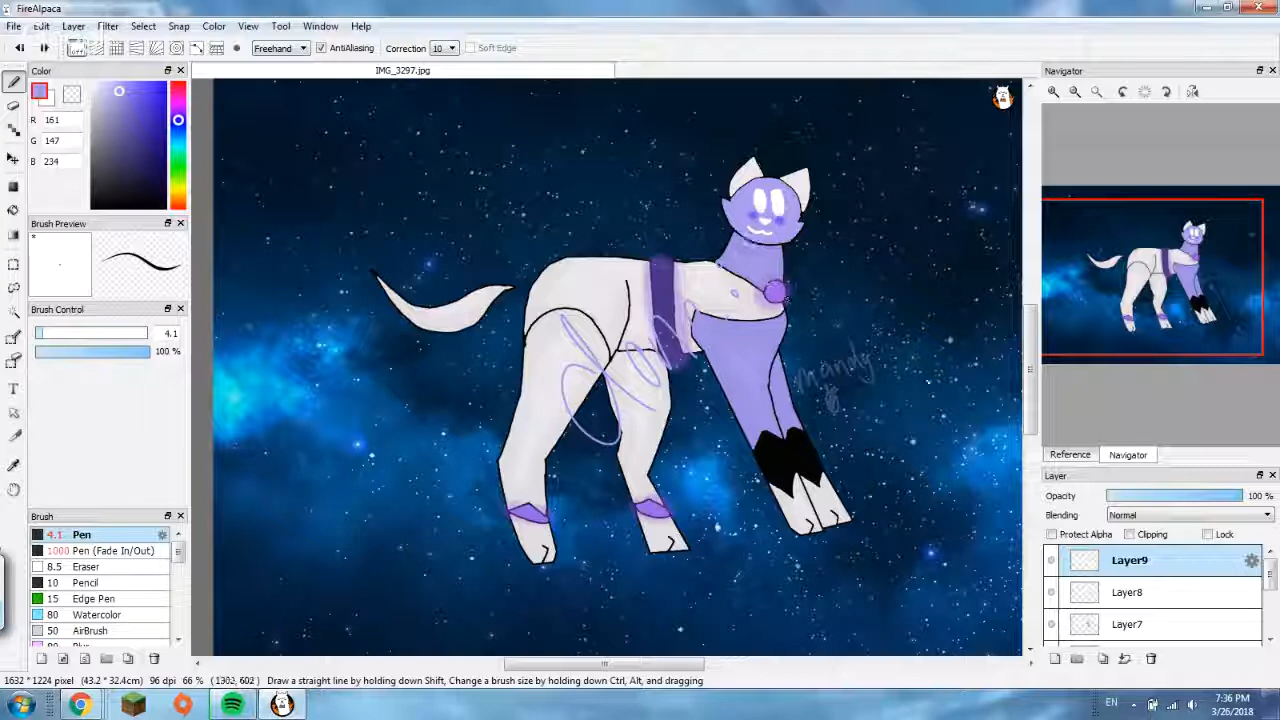 FireAlpaca
File Edit Layer Filter Select Snap Color View Tool Window Help
off Freehand AntiAliasing Correction 10 Soft Edge
Color
R 161
G 147
B 234
Brush Preview
Brush Control
4.1
100 %
Brush
4.1 Pen
1000 Pen (Fade In/Out)
8.5 Eraser
10 Pencil
15 Edge Pen
80 Watercolor
50 AirBrush
IMG_3297.jpg
mandy
Navigator
Reference Navigator
Layer
Opacity 100 %
Blending Normal
Protect Alpha Clipping Lock
Layer9
Layer8
Layer7
1632 * 1224 pixel (43.2 * 32.4cm) 96 dpi 66 % (1302, 602) Draw a straight line by holding down Shift, Change a brush size by holding down Ctrl, Alt, and dragging
EN
7:36 PM
3/26/2018